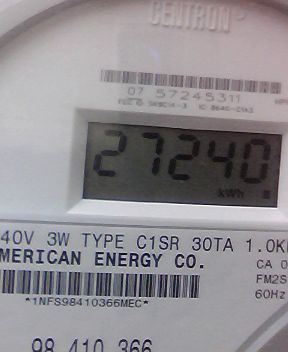 CENTRON
07 57245311
27240
kWh
40V 3W TYPE C1SR 30TA 1.0K
MERICAN ENERGY CO.
CA 0
FM2S
60Hz
*1NFS98410366MEC*
98 410 366